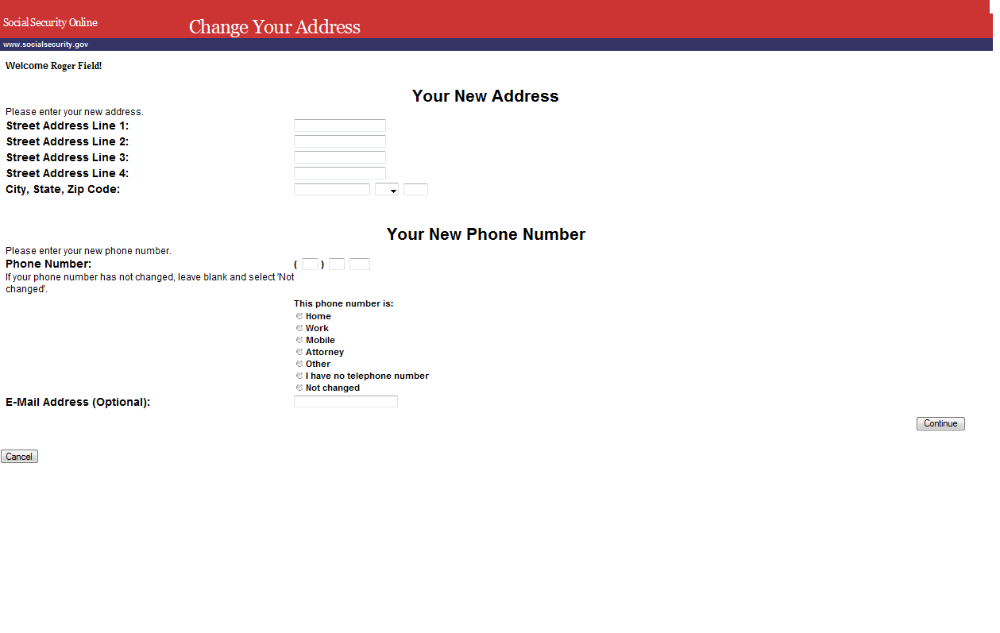 Social Security Online
Change Your Address
www.socialsecurity.gov
Welcome Roger Field!
Your New Address
Please enter your new address.
Street Address Line 1:
Street Address Line 2:
Street Address Line 3:
Street Address Line 4:
City, State, Zip Code:
Your New Phone Number
Please enter your new phone number.
Phone Number: ( )
If your phone number has not changed, leave blank and select 'Not
changed'.
This phone number is:
Home
Work
Mobile
Attorney
Other
I have no telephone number
Not changed
E-Mail Address (Optional):
Continue
Cancel